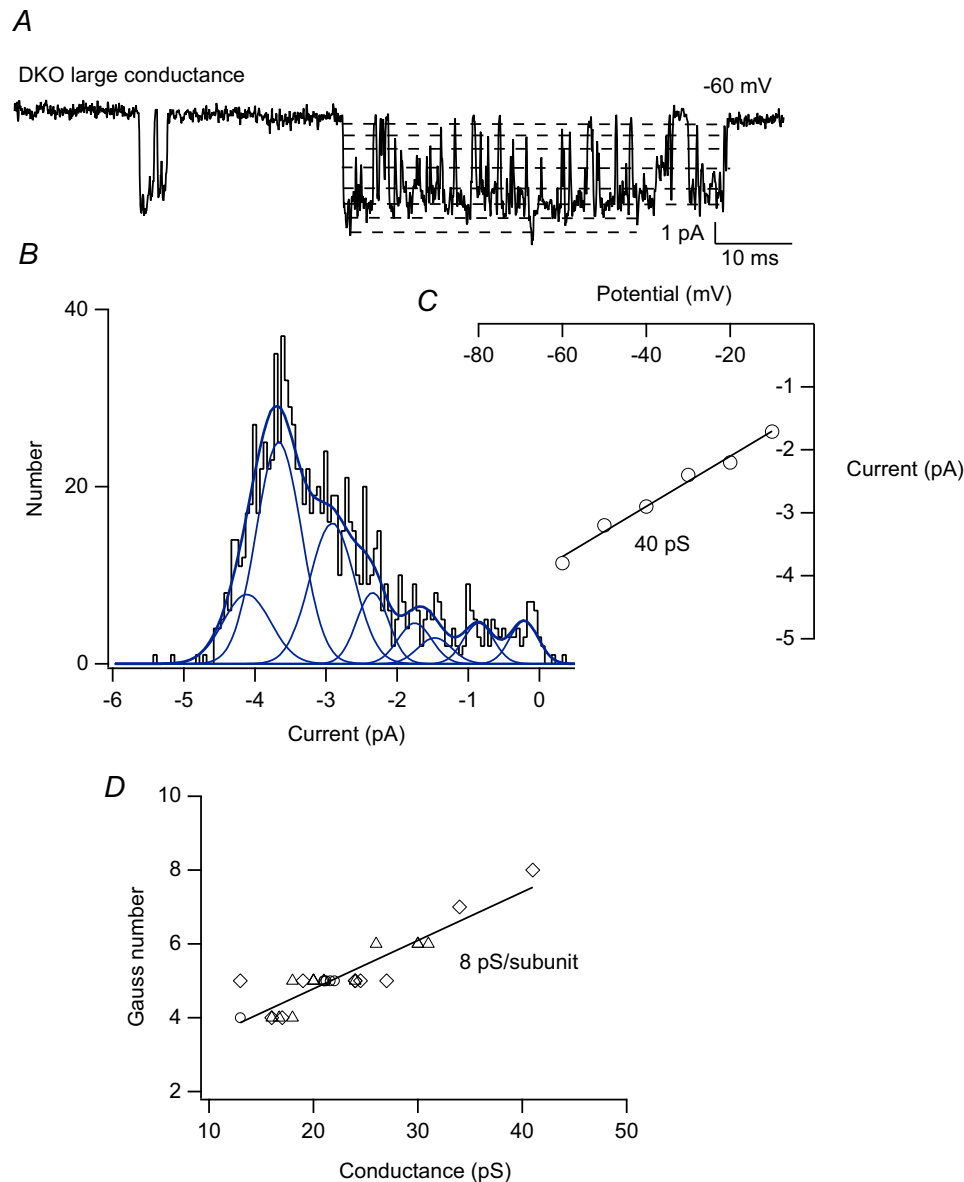 A
DKO large conductance
-60 mV
1 pA
10 ms
B
C
Potential (mV)
-80 -60 -40 -20
-1
-2
-3
-4
-5
Current (pA)
40 pS
40
20
0
Number
-6 -5 -4 -3 -2 -1 0
Current (pA)
D
10
8
6
4
2
Gauss number
8 pS/subunit
10 20 30 40 50
Conductance (pS)